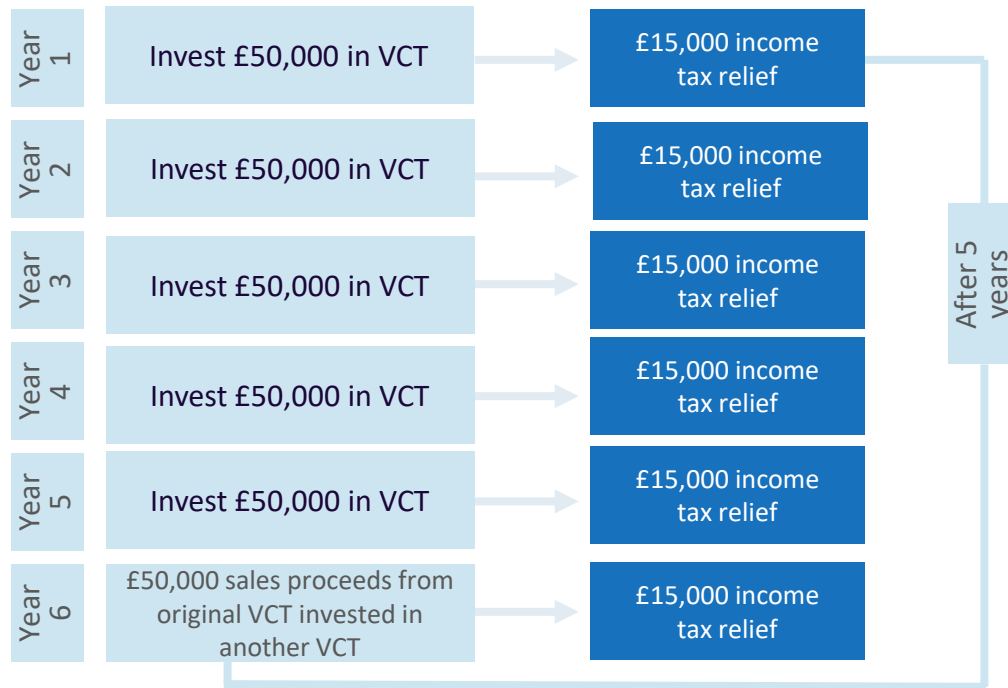 Year
1
Invest £50,000 in VCT
£15,000 income
tax relief
Year
2
Invest £50,000 in VCT
£15,000 income
tax relief
Year
3
Invest £50,000 in VCT
£15,000 income
tax relief
After 5
years
Year
4
Invest £50,000 in VCT
£15,000 income
tax relief
Year
5
Invest £50,000 in VCT
£15,000 income
tax relief
Year
6
£50,000 sales proceeds from
original VCT invested in
another VCT
£15,000 income
tax relief